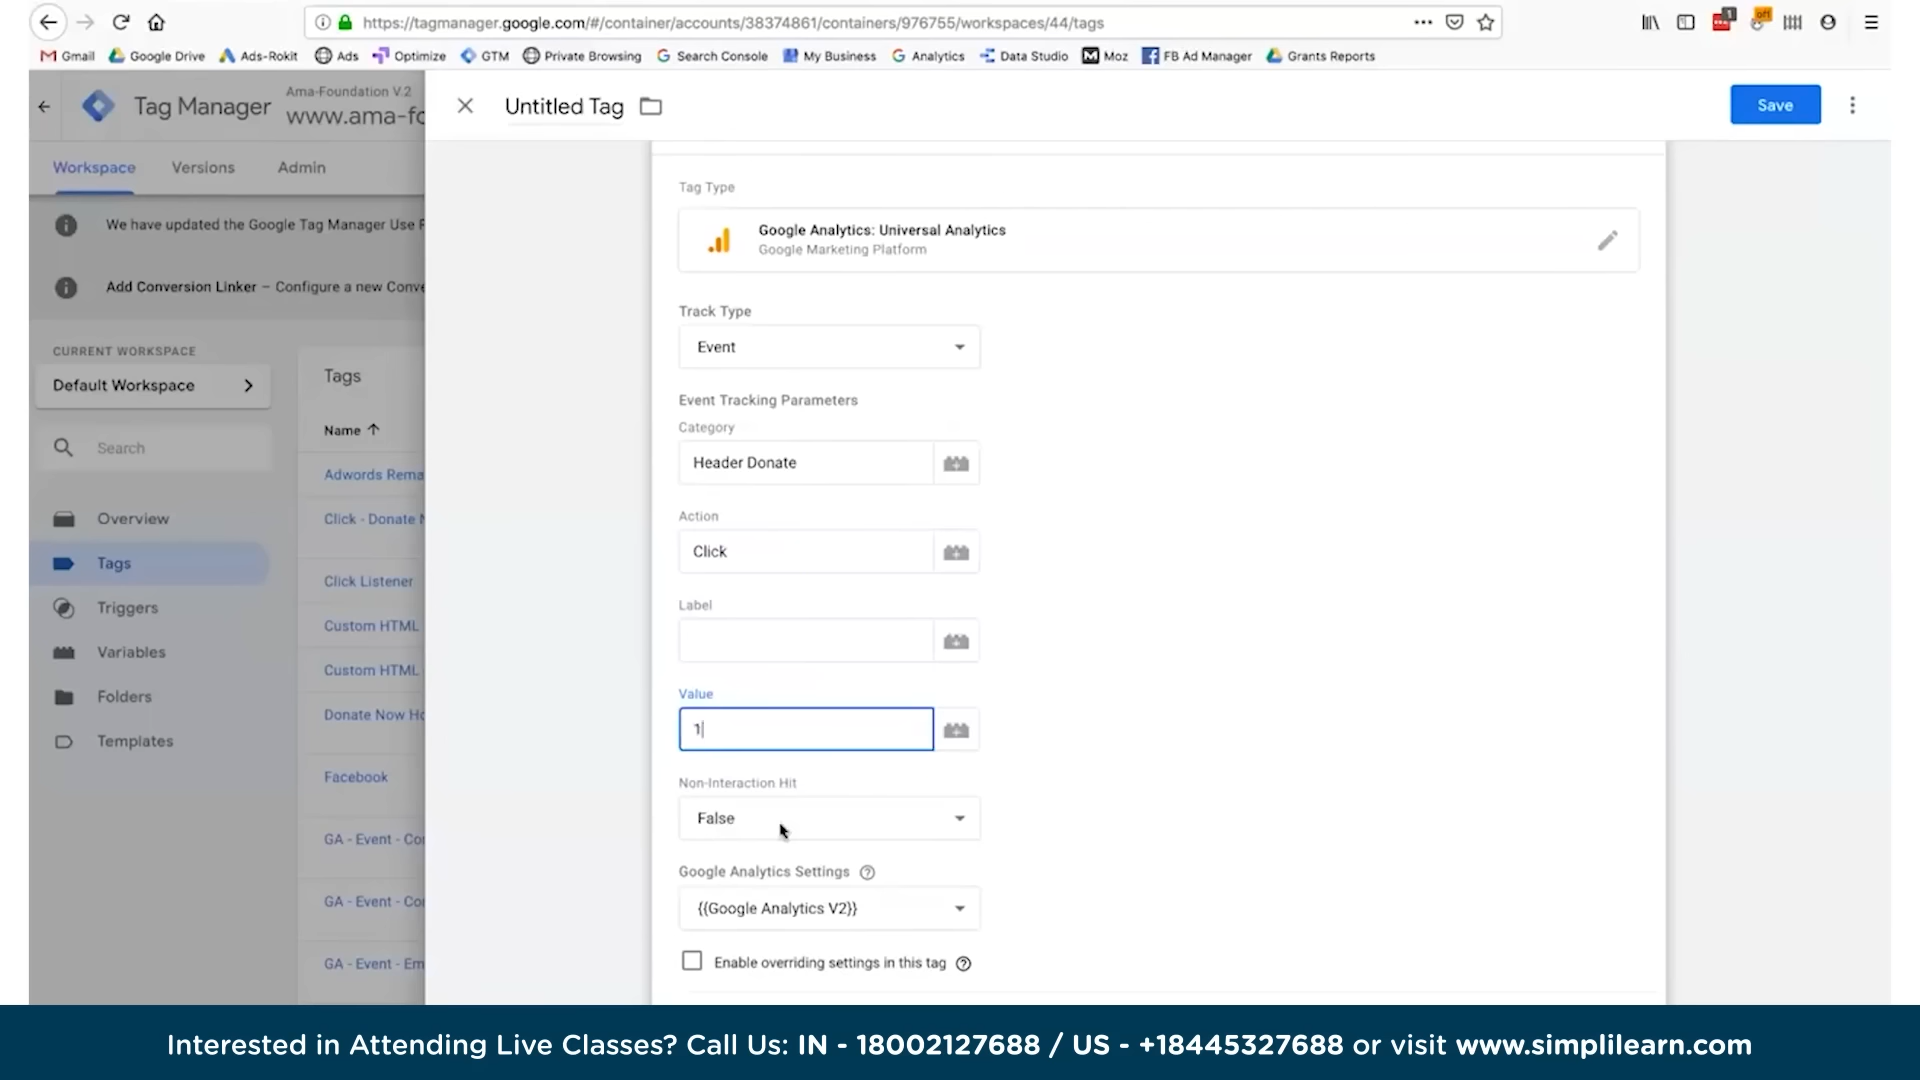 https://tagmanager.google.com/#/container/accounts/38374861/containers/976755/workspaces/44/tags
1
off
Gmail Google Drive Ads-Rokit Ads Optimize GTM Private Browsing Search Console My Business Analytics Data Studio Moz FB Ad Manager Grants Reports
Tag Manager
Ama-Foundation V.2
www.ama-fo
Untitled Tag
Save
Workspace Versions Admin
We have updated the Google Tag Manager Use
Add Conversion Linker – Configure a new Conve
CURRENT WORKSPACE
Default Workspace
Search
Overview
Tags
Triggers
Variables
Folders
Templates
Tags
Name
Adwords Rema
Click - Donate
Click Listener
Custom HTML
Custom HTML
Donate Now Ho
Facebook
GA - Event - Co
GA - Event - Co
GA - Event - Em
Tag Type
Google Analytics: Universal Analytics
Google Marketing Platform
Track Type
Event
Event Tracking Parameters
Category
Header Donate
Action
Click
Label
Value
1
Non-Interaction Hit
False
Google Analytics Settings ?
{{Google Analytics V2}}
Enable overriding settings in this tag ?
Interested in Attending Live Classes? Call Us: IN - 18002127688 / US - +18445327688 or visit www.simplilearn.com